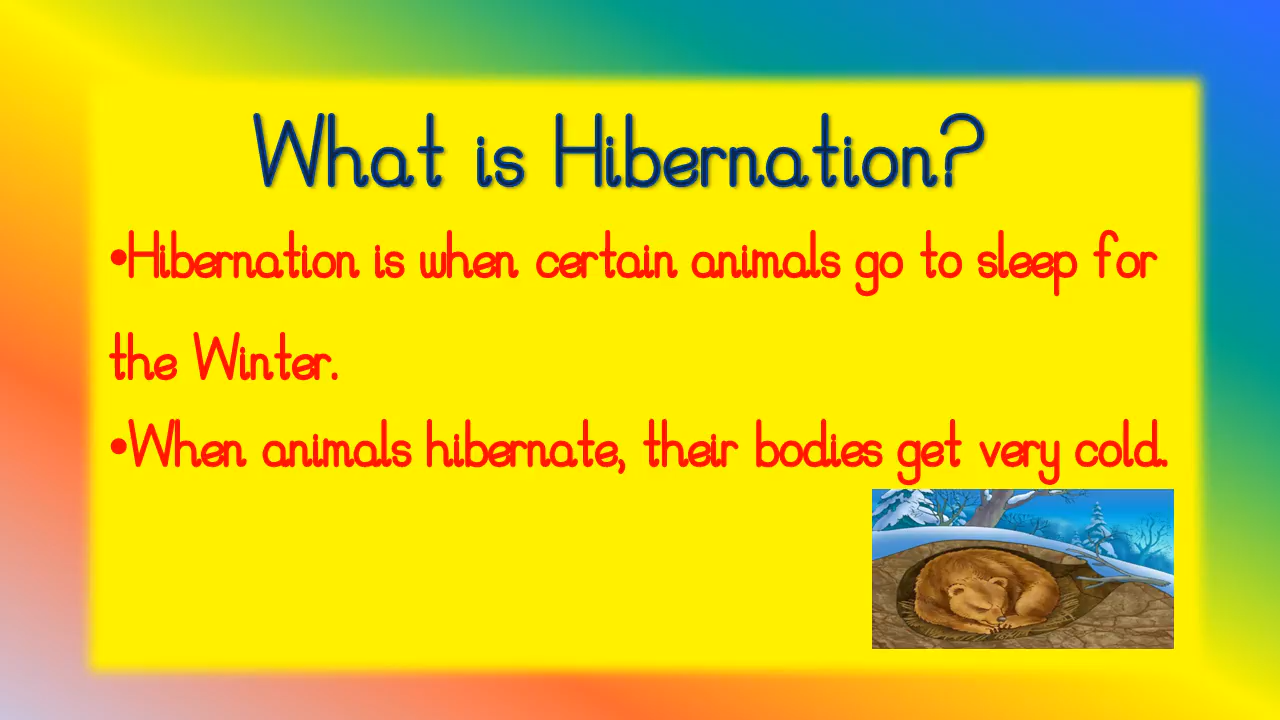 What is Hibernation?
•Hibernation is when certain animals go to sleep for
the Winter.
•When animals hibernate, their bodies get very cold.